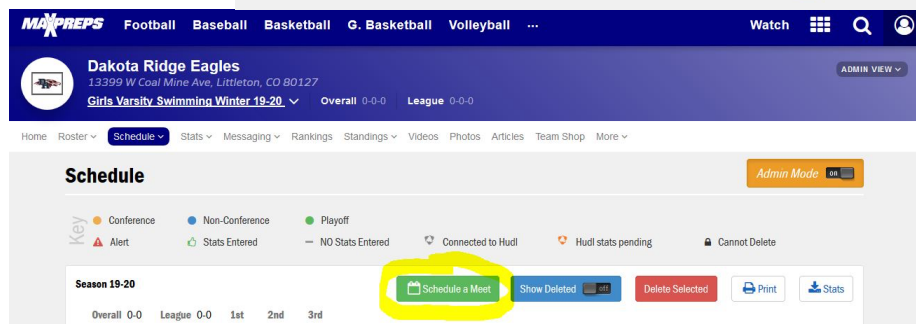 MAXPREPS Football Baseball Basketball G. Basketball Volleyball ... Watch
Dakota Ridge Eagles
13399 W Coal Mine Ave, Littleton, CO 80127
ADMIN VIEW
Girls Varsity Swimming Winter 19-20 Overall 0-0-0 League 0-0-0
Home Roster Schedule Stats Messaging Rankings Standings Videos Photos Articles Team Shop More
Schedule
Admin Mode on
Key
Conference Non-Conference Playoff
Alert Stats Entered NO Stats Entered Connected to Hudl Hudl stats pending Cannot Delete
Season 19-20 Schedule a Meet Show Deleted off Delete Selected Print Stats
Overall 0-0 League 0-0 1st 2nd 3rd